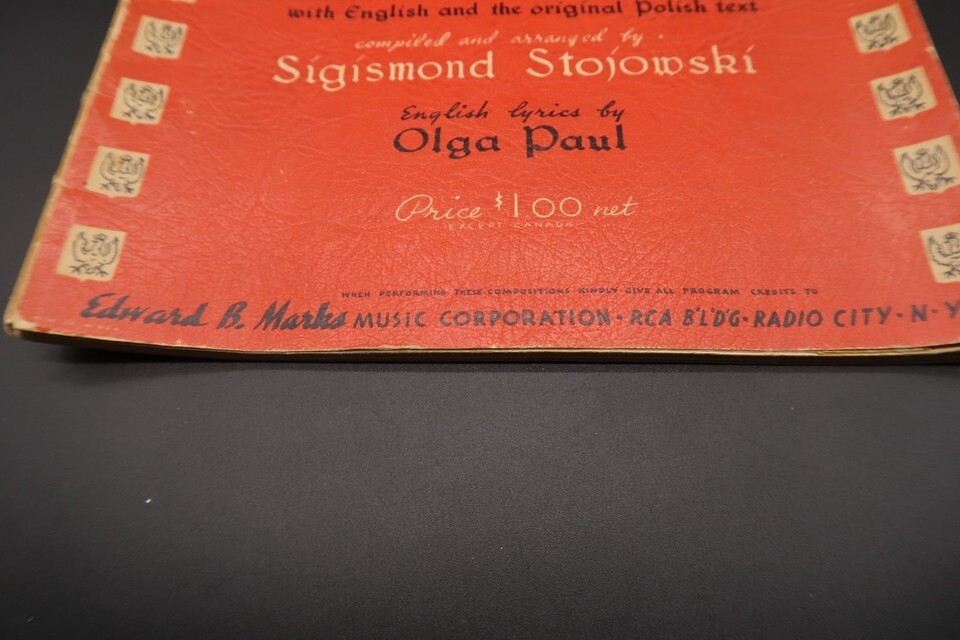 with English and the original Polish text
compiled and arranged by
Sigismond Stojowski
English lyrics by
Olga Paul
Price $1.00 net
EXCEPT CANADA
WHEN PERFORMING THESE COMPOSITIONS KINDLY GIVE ALL PROGRAM CREDITS TO
Edward B. Marks MUSIC CORPORATION · RCA B'L'D'G · RADIO CITY · N · Y